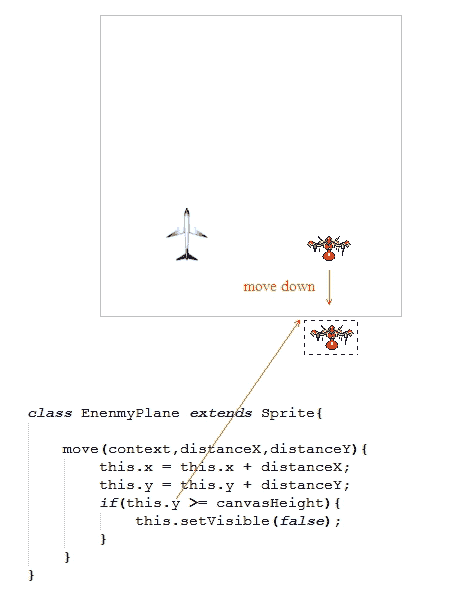 move down
class EnenmyPlane extends Sprite{
move(context,distanceX,distanceY){
this.x = this.x + distanceX;
this.y = this.y + distanceY;
if(this.y >= canvasHeight){
this.setVisible(false);
}
}
}